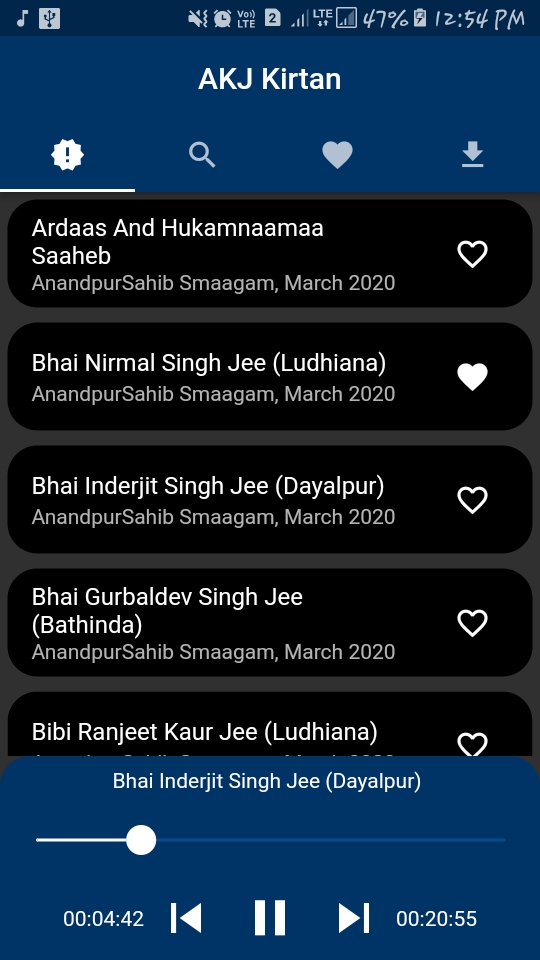 Vo)) LTE 2 LTE 47% 12:54 PM
AKJ Kirtan
Ardaas And Hukamnaamaa
Saaheb
AnandpurSahib Smaagam, March 2020
Bhai Nirmal Singh Jee (Ludhiana)
AnandpurSahib Smaagam, March 2020
Bhai Inderjit Singh Jee (Dayalpur)
AnandpurSahib Smaagam, March 2020
Bhai Gurbaldev Singh Jee
(Bathinda)
AnandpurSahib Smaagam, March 2020
Bibi Ranjeet Kaur Jee (Ludhiana)
Bhai Inderjit Singh Jee (Dayalpur)
00:04:42 00:20:55